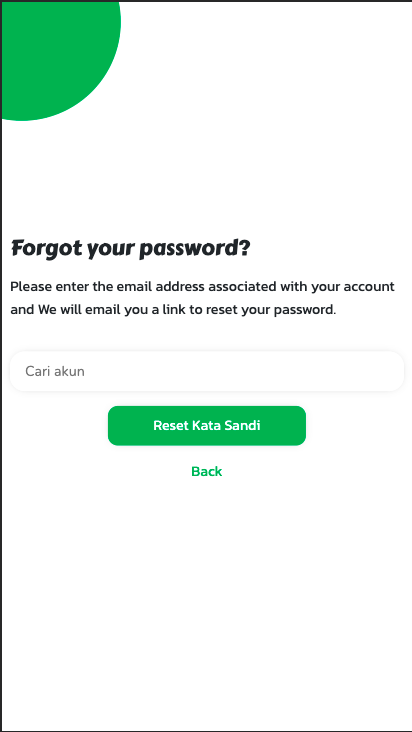 Forgot your password?
Please enter the email address associated with your account
and We will email you a link to reset your password.
Cari akun
Reset Kata Sandi
Back